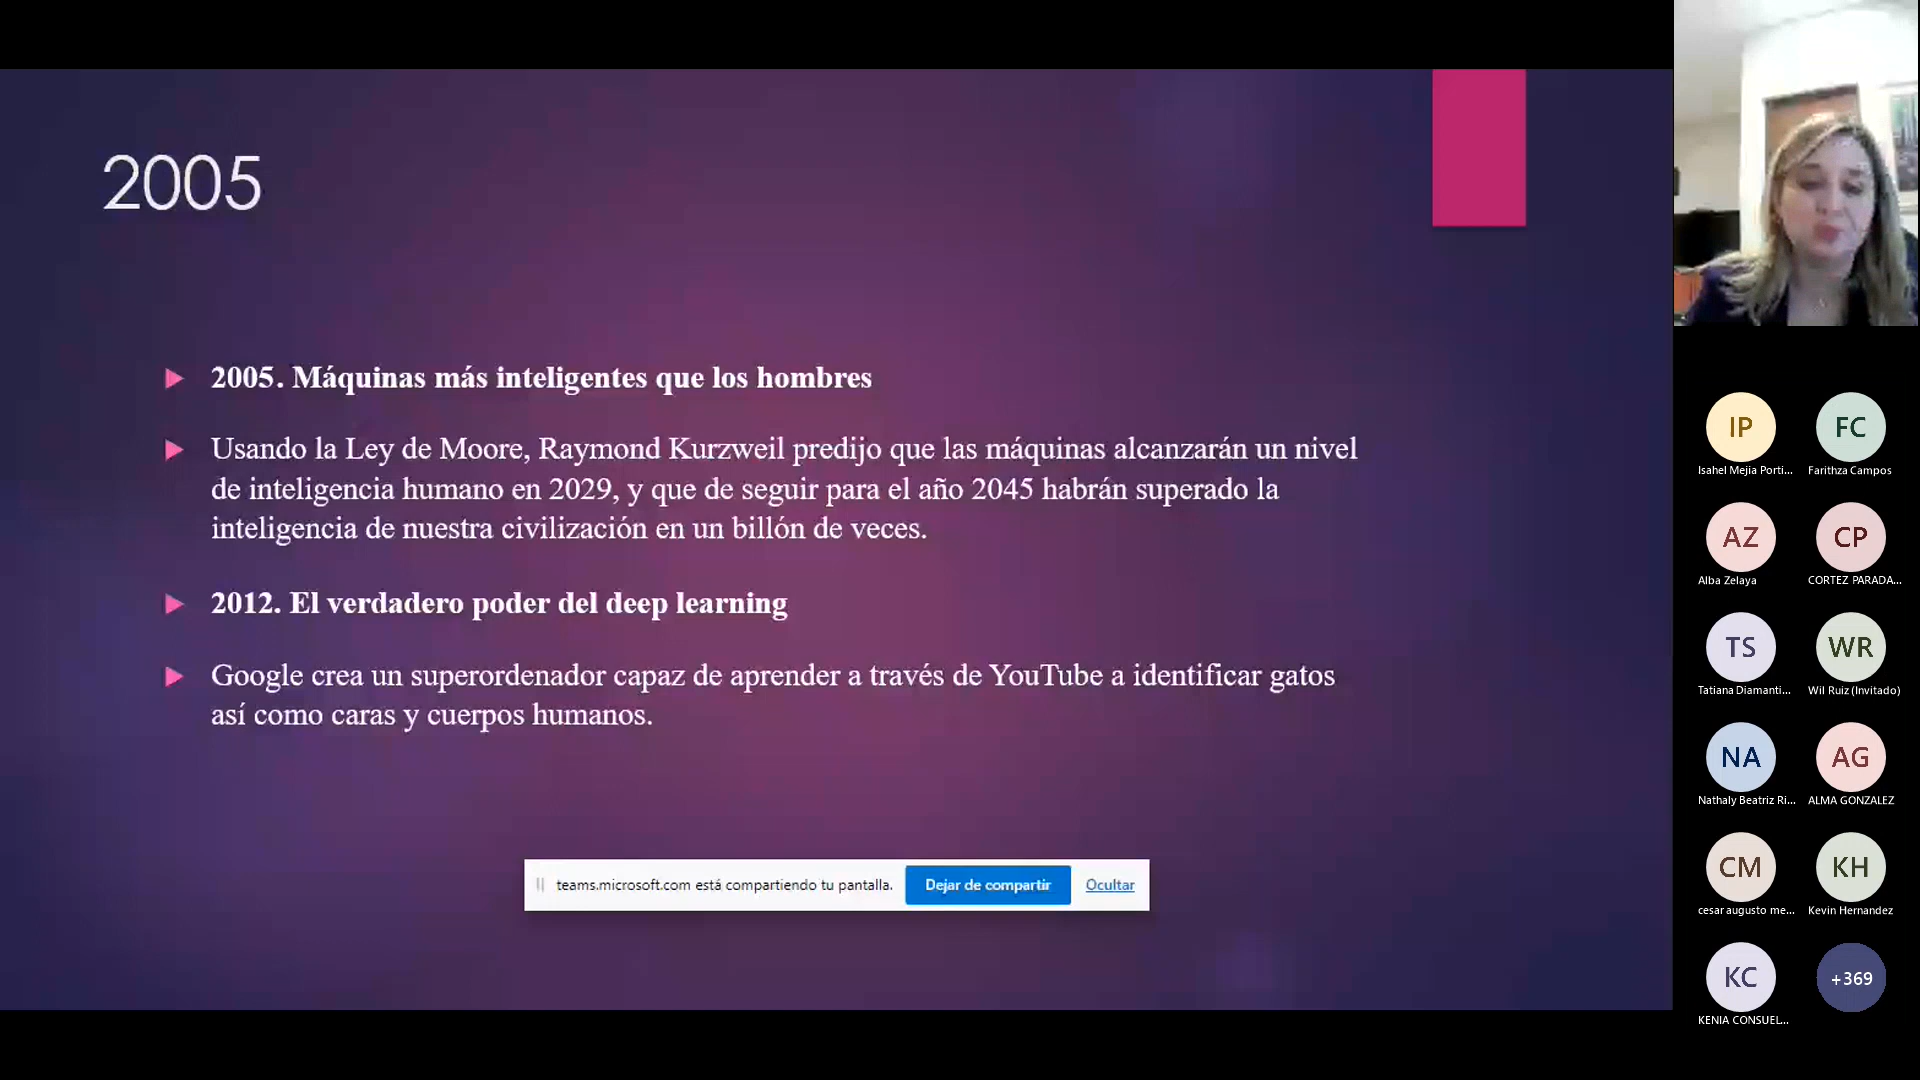 2005
2005. Máquinas más inteligentes que los hombres
Usando la Ley de Moore, Raymond Kurzweil predijo que las máquinas alcanzarán un nivel
de inteligencia humano en 2029, y que de seguir para el año 2045 habrán superado la
inteligencia de nuestra civilización en un billón de veces.
2012. El verdadero poder del deep learning
Google crea un superordenador capaz de aprender a través de YouTube a identificar gatos
así como caras y cuerpos humanos.
teams.microsoft.com está compartiendo tu pantalla.
Dejar de compartir
Ocultar
IP
FC
Isahel Mejia Porti...
Farithza Campos
AZ
CP
Alba Zelaya
CORTEZ PARADA...
TS
WR
Tatiana Diamanti...
Wil Ruiz (Invitado)
NA
AG
Nathaly Beatriz Ri...
ALMA GONZALEZ
CM
KH
cesar augusto me...
Kevin Hernandez
KC
+369
KENIA CONSUEL...